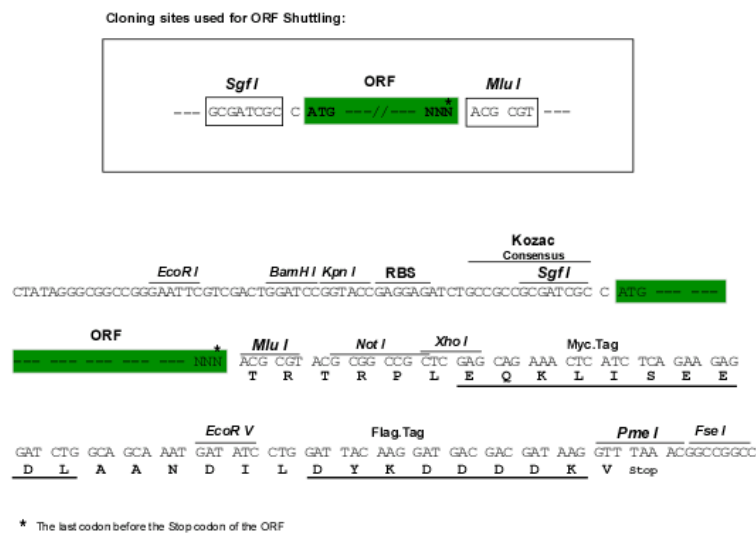 Cloning sites used for ORF Shuttling:
Sgf I ORF Mlu I
--- GCGATCGC C ATG ---//--- NNN* ACG CGT ---
Kozac
Consensus
EcoR I BamH I Kpn I RBS Sgf I
CTATAGGGCGGCCGGGAATTCGTCGACTGGATCCGGTACCGAGGAGATCTGCCGCCGCGATCGC C ATG --- ---
ORF
Mlu I Not I Xho I Myc.Tag
--- --- --- --- --- --- NNN* ACG CGT ACG CGG CCG CTC GAG CAG AAA CTC ATC TCA GAA GAG
T R T R P L E Q K L I S E E
EcoR V Flag.Tag Pme I Fse I
GAT CTG GCA GCA AAT GAT ATC CTG GAT TAC AAG GAT GAC GAC GAT AAG GTT TAA ACGGCCGGCC
D L A A N D I L D Y K D D D D K V Stop
* The last codon before the Stop codon of the ORF